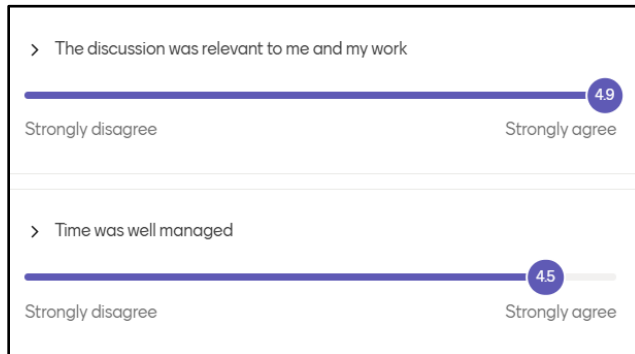 The discussion was relevant to me and my work
4.9
Strongly disagree Strongly agree
Time was well managed
4.5
Strongly disagree Strongly agree